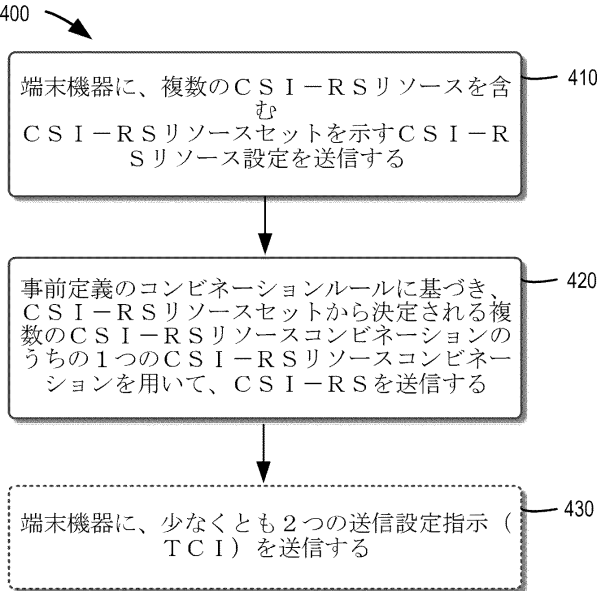 400
端末機器に、複数のＣＳＩ－ＲＳリソースを含
む
ＣＳＩ－ＲＳリソースセットを示すＣＳＩ－Ｒ
Ｓリソース設定を送信する
410
事前定義のコンビネーションルールに基づき、
ＣＳＩ－ＲＳリソースセットから決定される複
数のＣＳＩ－ＲＳリソースコンビネーションの
うちの１つのＣＳＩ－ＲＳリソースコンビネー
ションを用いて、ＣＳＩ－ＲＳを送信する
420
端末機器に、少なくとも２つの送信設定指示（
ＴＣＩ）を送信する
430